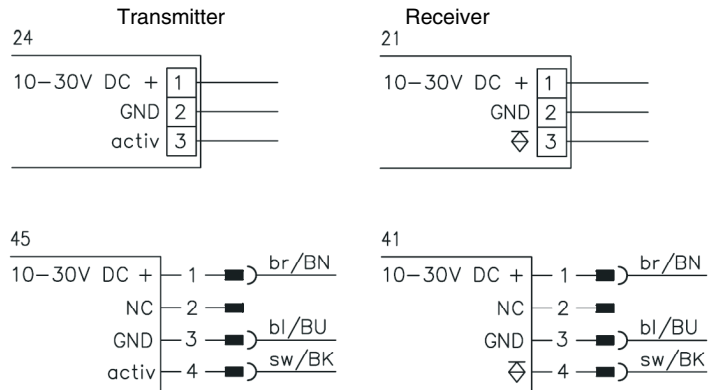 Transmitter Receiver
24 21
10-30V DC + 1
GND 2
activ 3
10-30V DC + 1
GND 2
3
45 41
10-30V DC + 1 br/BN
NC 2
GND 3 bl/BU
activ 4 sw/BK
10-30V DC + 1 br/BN
NC 2
GND 3 bl/BU
4 sw/BK